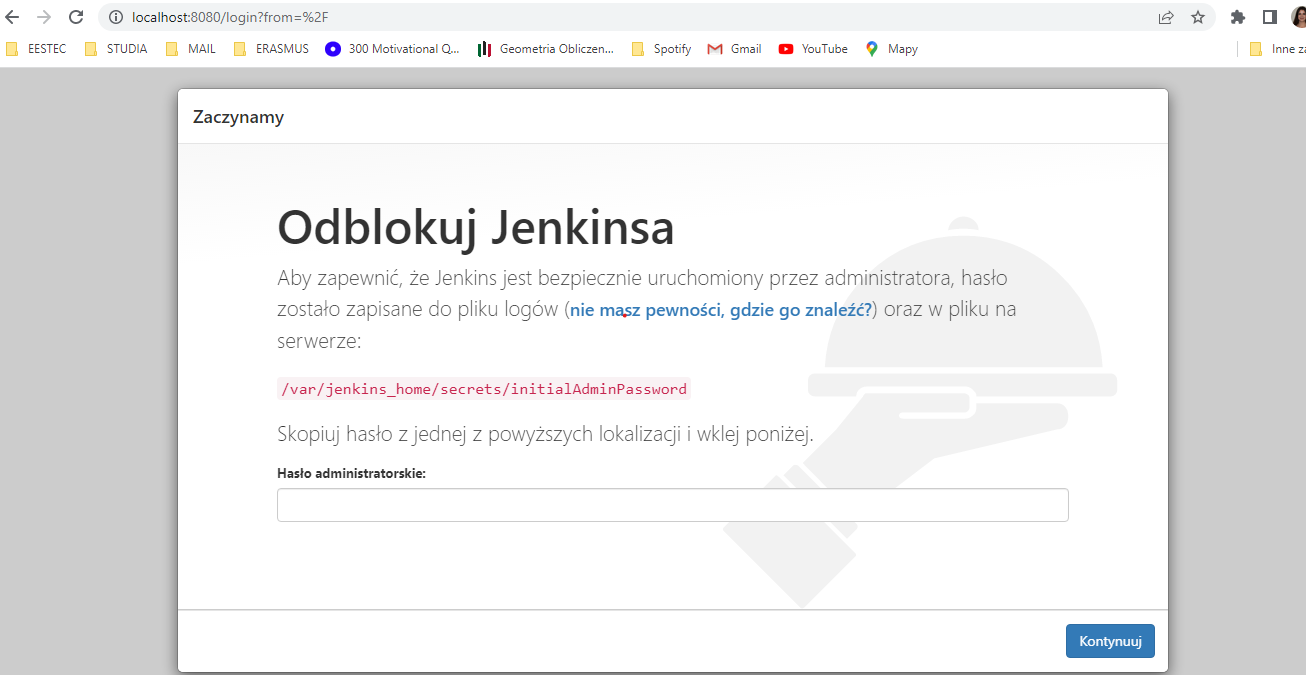 localhost:8080/login?from=%2F
EESTEC STUDIA MAIL ERASMUS 300 Motivational Q... Geometria Obliczen... Spotify Gmail YouTube Mapy Inne za
Zaczynamy
Odblokuj Jenkinsa
Aby zapewnić, że Jenkins jest bezpiecznie uruchomiony przez administratora, hasło
zostało zapisane do pliku logów (nie masz pewności, gdzie go znaleźć?) oraz w pliku na
serwerze:
/var/jenkins_home/secrets/initialAdminPassword
Skopiuj hasło z jednej z powyższych lokalizacji i wklej poniżej.
Hasło administratorskie:
Kontynuuj